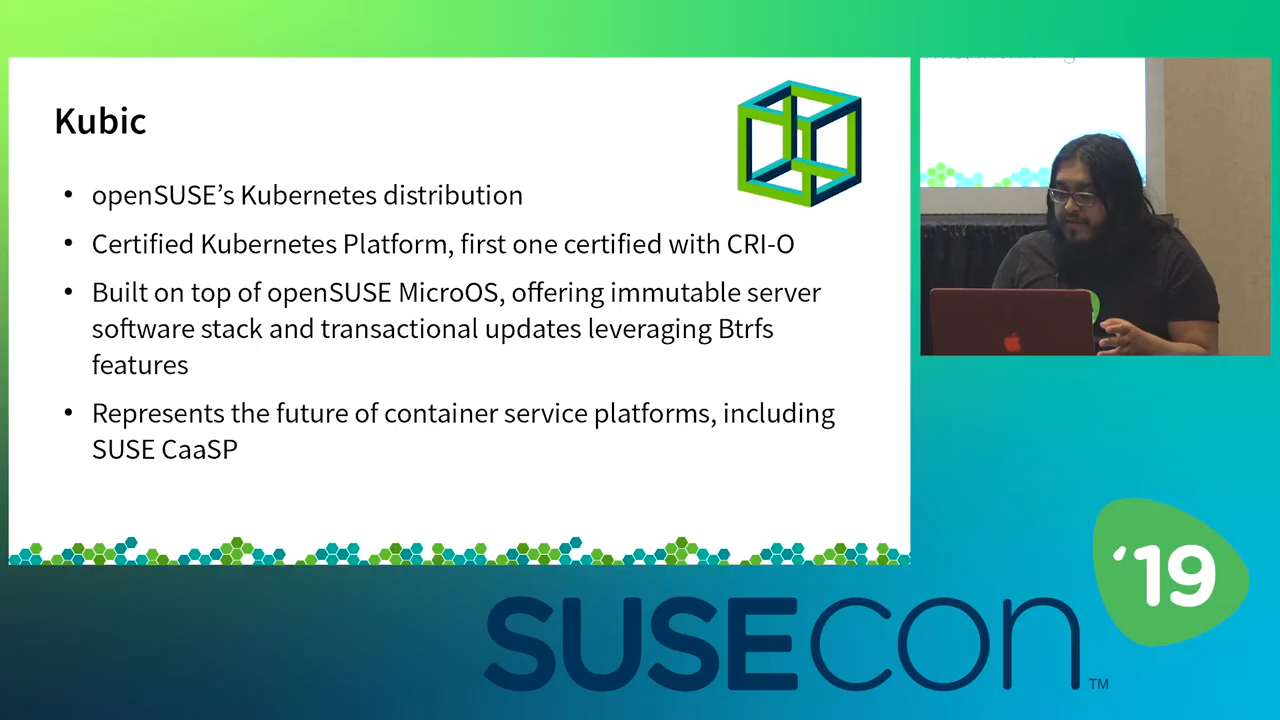 Kubic
• openSUSE’s Kubernetes distribution
• Certified Kubernetes Platform, first one certified with CRI-O
• Built on top of openSUSE MicroOS, offering immutable server
software stack and transactional updates leveraging Btrfs
features
• Represents the future of container service platforms, including
SUSE CaaSP
‘19
SUSECON™